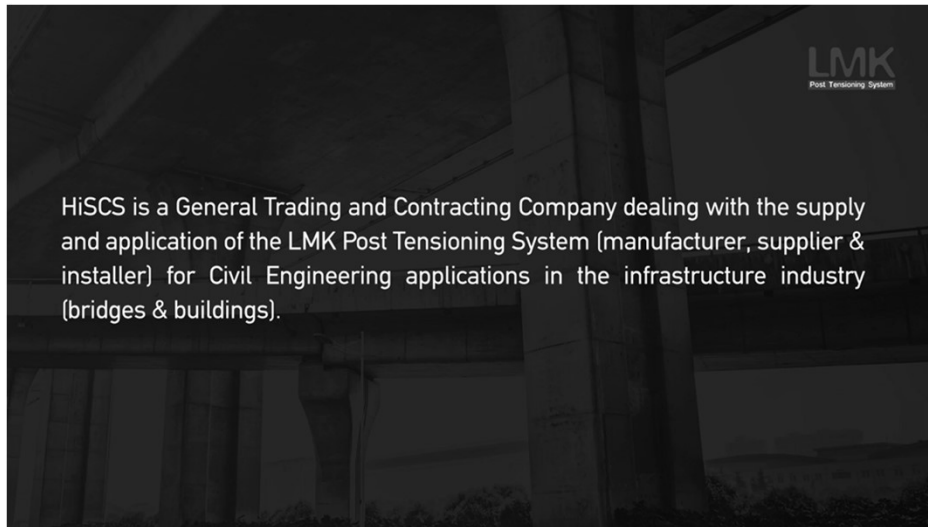 LMK
Post Tensioning System
HiSCS is a General Trading and Contracting Company dealing with the supply
and application of the LMK Post Tensioning System (manufacturer, supplier &
installer) for Civil Engineering applications in the infrastructure industry
(bridges & buildings).